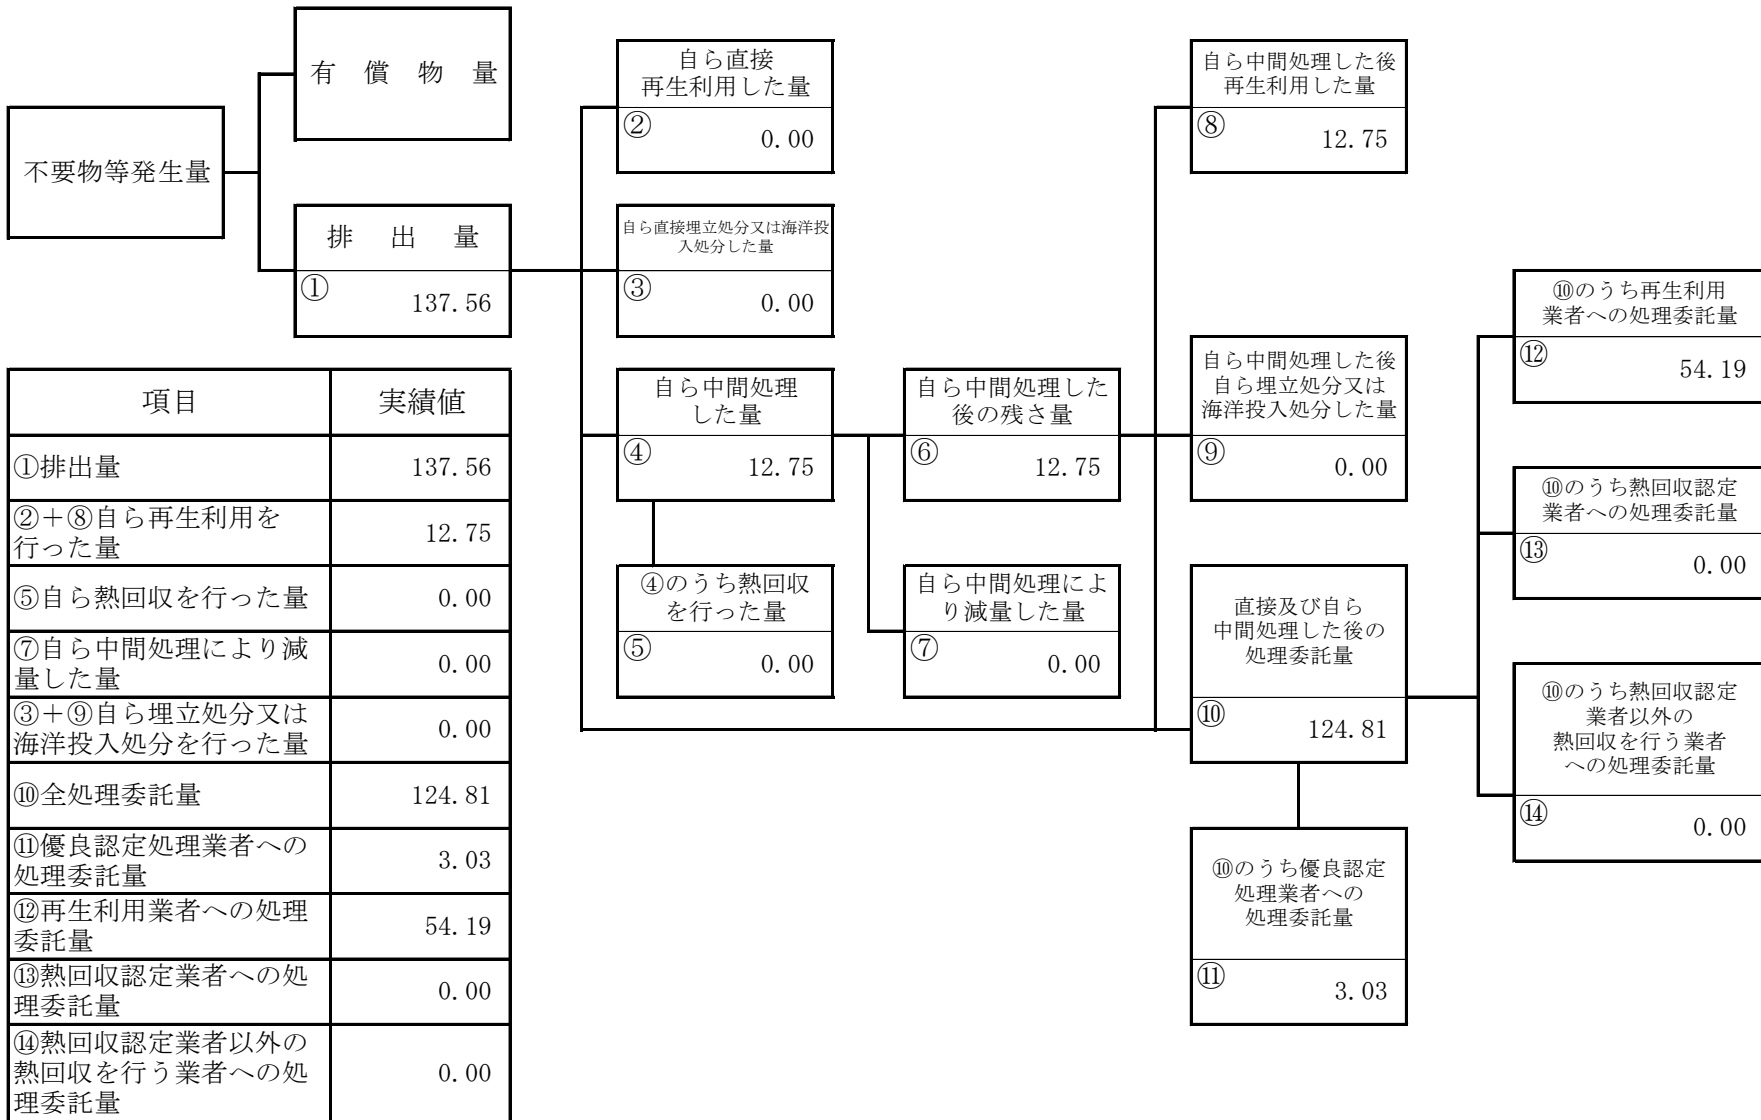 有償物量
不要物等発生量
排出量
①
137.56
自ら直接
再生利用した量
②
0.00
自ら直接埋立処分又は海洋投
入処分した量
③
0.00
自ら中間処理
した量
④
12.75
④のうち熱回収
を行った量
⑤
0.00
自ら中間処理した
後の残さ量
⑥
12.75
自ら中間処理によ
り減量した量
⑦
0.00
自ら中間処理した後
再生利用した量
⑧
12.75
自ら中間処理した後
自ら埋立処分又は
海洋投入処分した量
⑨
0.00
直接及び自ら
中間処理した後の
処理委託量
⑩
124.81
⑩のうち優良認定
処理業者への
処理委託量
⑪
3.03
⑩のうち再生利用
業者への処理委託量
⑫
54.19
⑩のうち熱回収認定
業者への処理委託量
⑬
0.00
⑩のうち熱回収認定
業者以外の
熱回収を行う業者
への処理委託量
⑭
0.00
項目 実績値
①排出量 137.56
②＋⑧自ら再生利用を
行った量 12.75
⑤自ら熱回収を行った量 0.00
⑦自ら中間処理により減
量した量 0.00
③＋⑨自ら埋立処分又は
海洋投入処分を行った量 0.00
⑩全処理委託量 124.81
⑪優良認定処理業者への
処理委託量 3.03
⑫再生利用業者への処理
委託量 54.19
⑬熱回収認定業者への処
理委託量 0.00
⑭熱回収認定業者以外の
熱回収を行う業者への処
理委託量 0.00